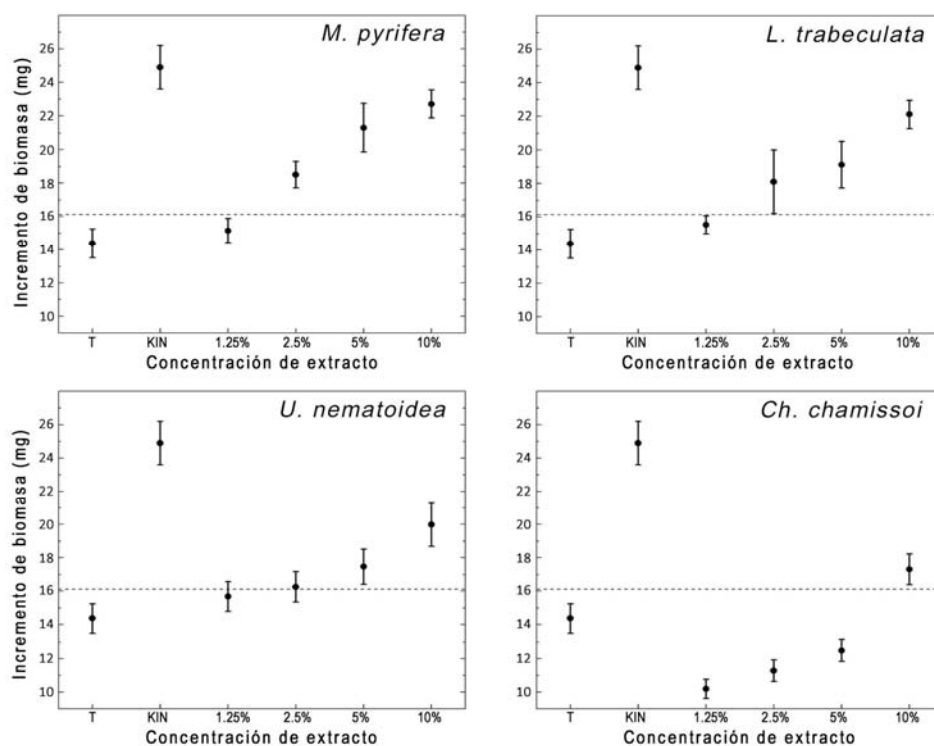 M. pyrifera
26
24
22
20
18
16
14
12
10
Incremento de biomasa (mg)
T KIN 1.25% 2.5% 5% 10%
Concentración de extracto
L. trabeculata
26
24
22
20
18
16
14
12
10
T KIN 1.25% 2.5% 5% 10%
Concentración de extracto
U. nematoidea
26
24
22
20
18
16
14
12
10
Incremento de biomasa (mg)
T KIN 1.25% 2.5% 5% 10%
Concentración de extracto
Ch. chamissoi
26
24
22
20
18
16
14
12
10
T KIN 1.25% 2.5% 5% 10%
Concentración de extracto